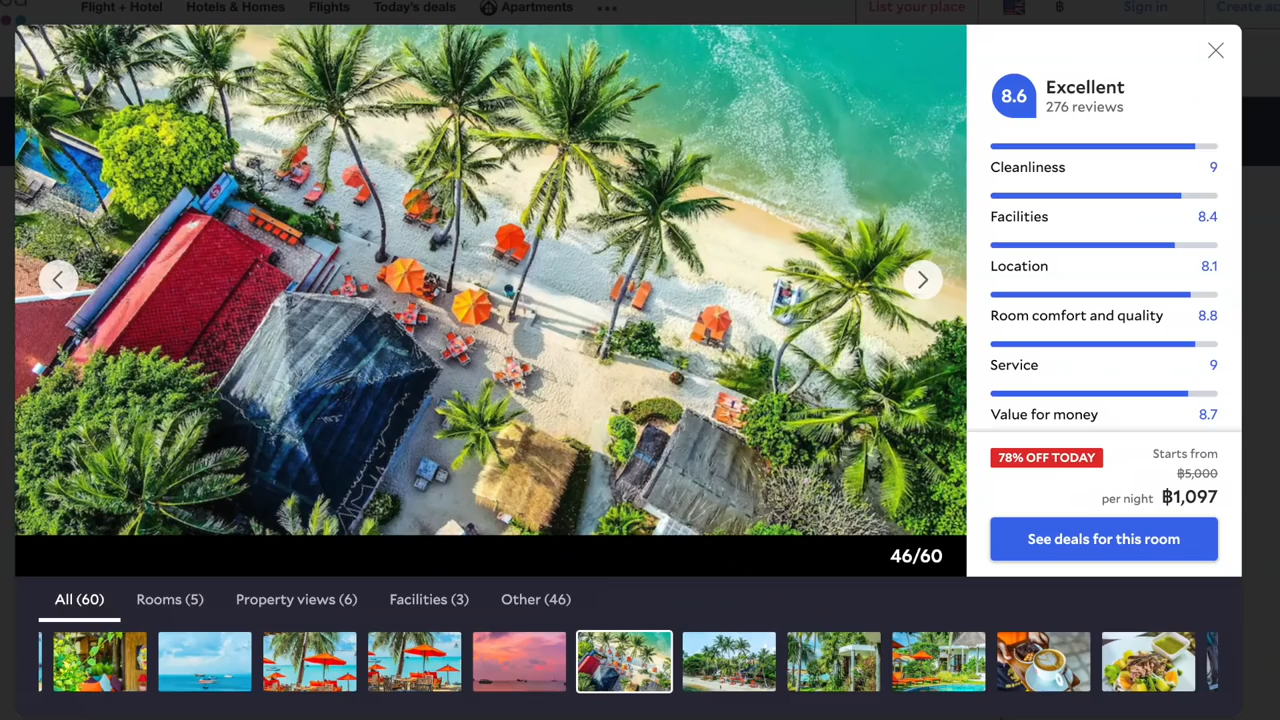 Flight + Hotel
Hotels & Homes
Flights
Today's deals
Apartments
List your place
฿
Sign in
8.6
Excellent
276 reviews
Cleanliness 9
Facilities 8.4
Location 8.1
Room comfort and quality 8.8
Service 9
Value for money 8.7
78% OFF TODAY
Starts from
฿5,000
per night ฿1,097
See deals for this room
46/60
All (60)
Rooms (5)
Property views (6)
Facilities (3)
Other (46)